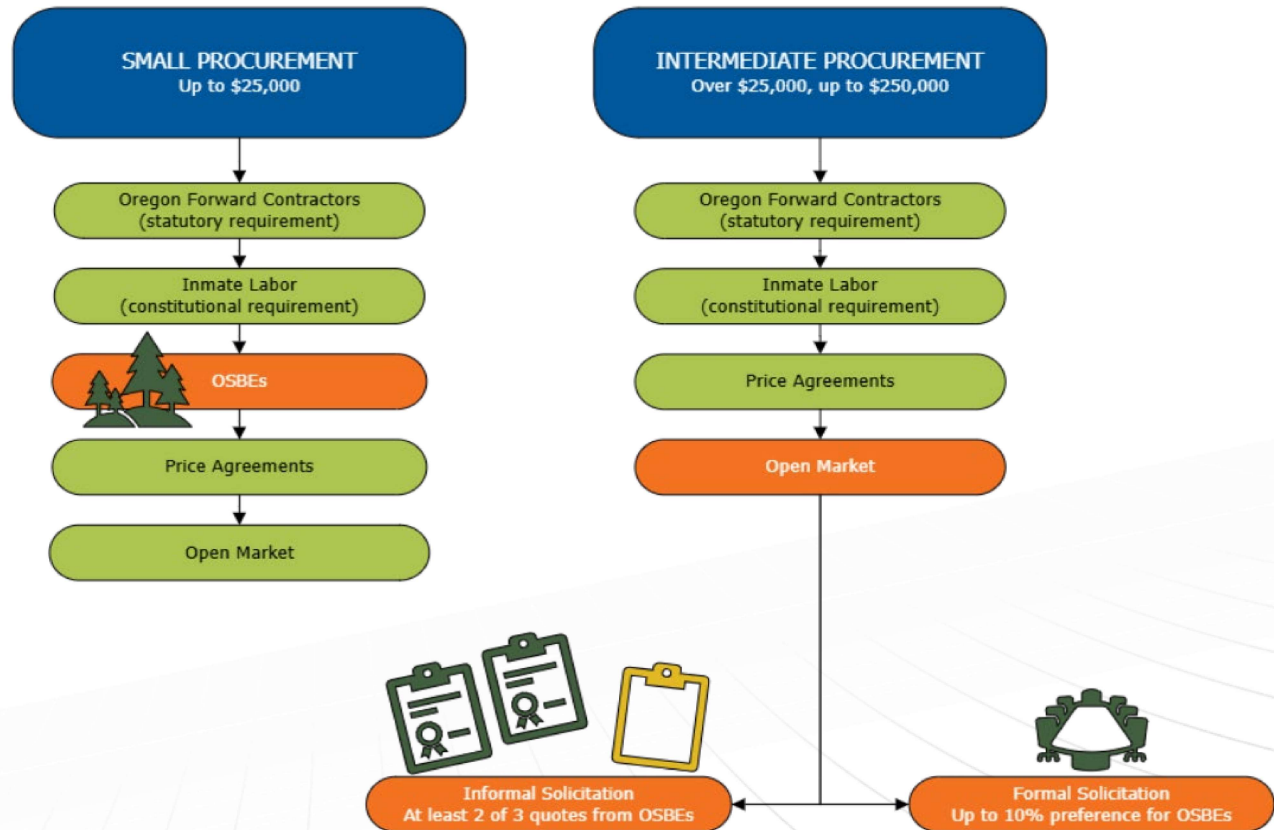 SMALL PROCUREMENT
Up to $25,000
Oregon Forward Contractors
(statutory requirement)
Inmate Labor
(constitutional requirement)
OSBEs
Price Agreements
Open Market
INTERMEDIATE PROCUREMENT
Over $25,000, up to $250,000
Oregon Forward Contractors
(statutory requirement)
Inmate Labor
(constitutional requirement)
Price Agreements
Open Market
Informal Solicitation
At least 2 of 3 quotes from OSBEs
Formal Solicitation
Up to 10% preference for OSBEs